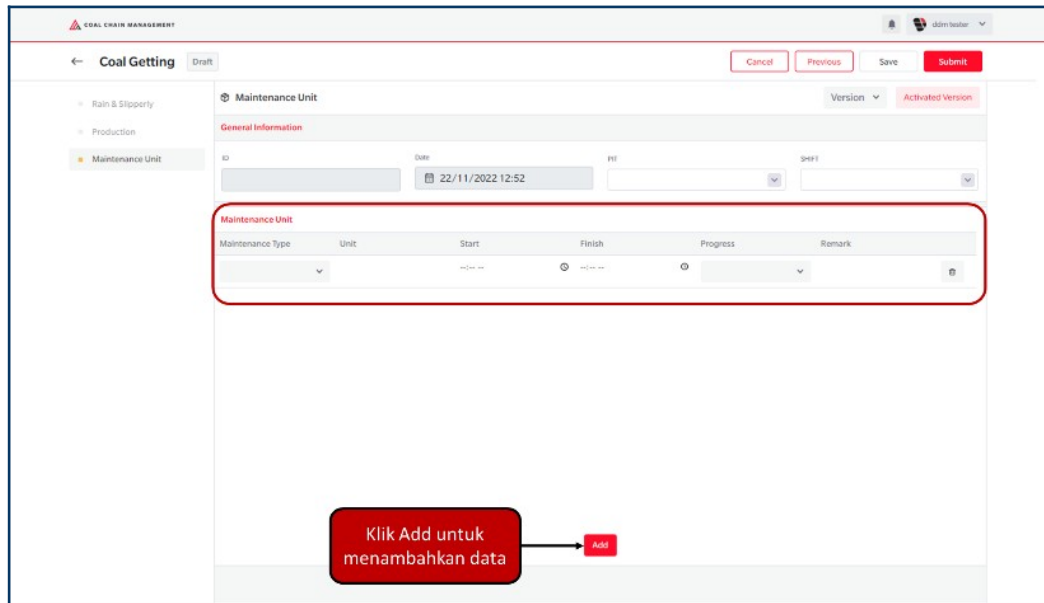 COAL CHAIN MANAGEMENT
ddim tester
Coal Getting Draft
Cancel Previous Save Submit
Rain & Slipperly
Production
Maintenance Unit
Maintenance Unit
Version Activated Version
General Information
ID Date PIT SHIFT
22/11/2022 12:52
Maintenance Unit
Maintenance Type Unit Start Finish Progress Remark
--:-- -- --:-- --
Klik Add untuk
menambahkan data
Add